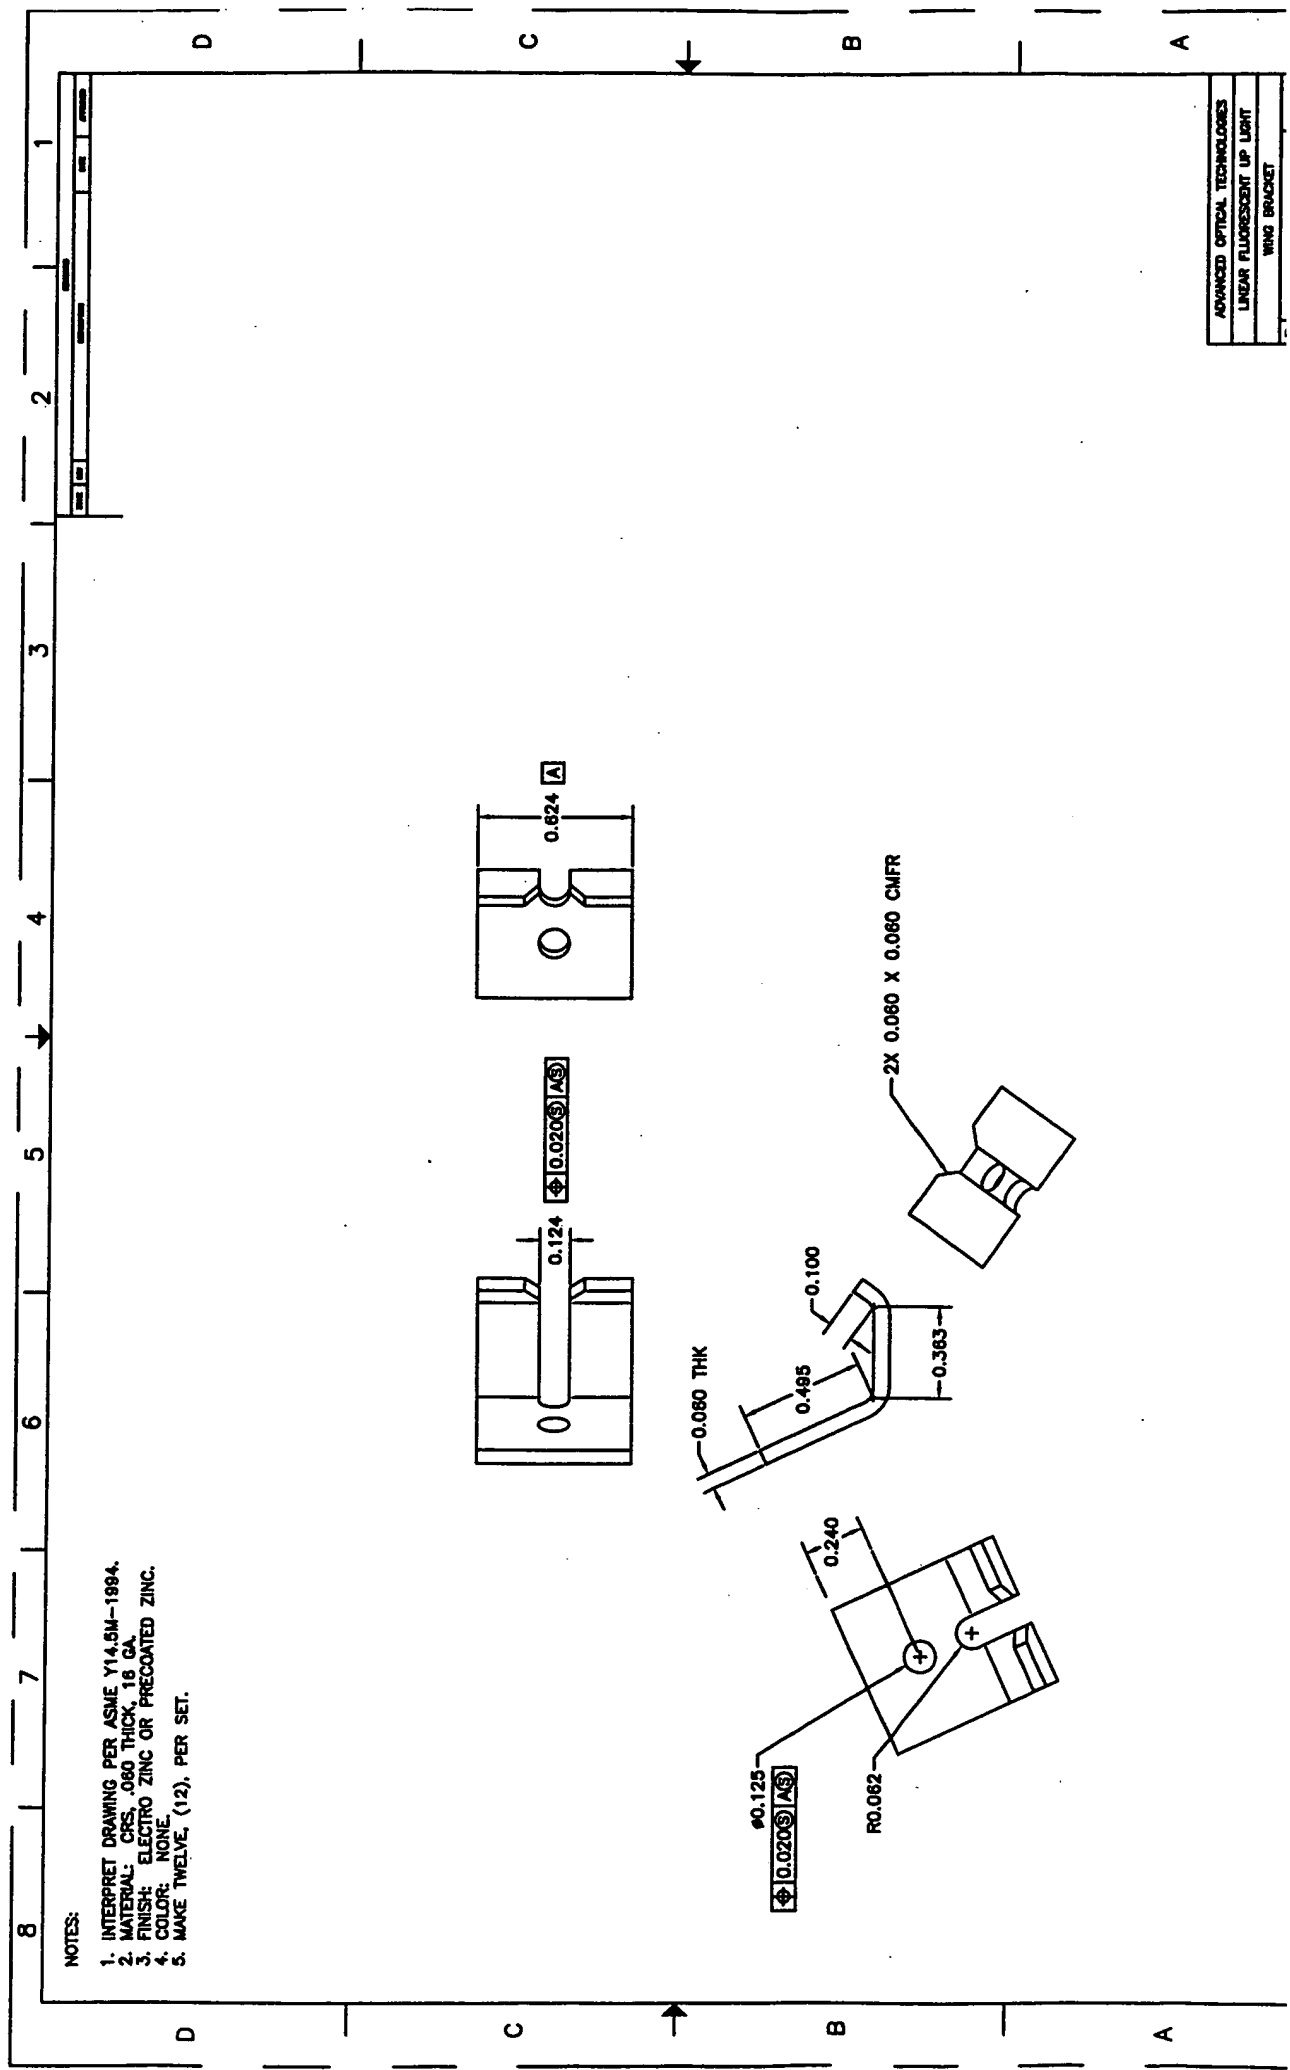 8 7 6 5 4 3 2 1
D
C
B
A
D
C
B
A
NOTES:
1. INTERPRET DRAWING PER ASME Y14.5M-1994.
2. MATERIAL: CRS, .060 THICK, 16 GA.
3. FINISH: ELECTRO ZINC OR PRECOATED ZINC.
4. COLOR: NONE.
5. MAKE TWELVE, (12), PER SET.
0.124
⌖ 0.020Ⓢ AⓈ
0.624 A
Ø0.125
⌖ 0.020Ⓢ AⓈ
R0.062
0.240
0.060 THK
0.495
0.100
0.363
2X 0.060 X 0.060 CMFR
ADVANCED OPTICAL TECHNOLOGIES
LINEAR FLUORESCENT UP LIGHT
WING BRACKET